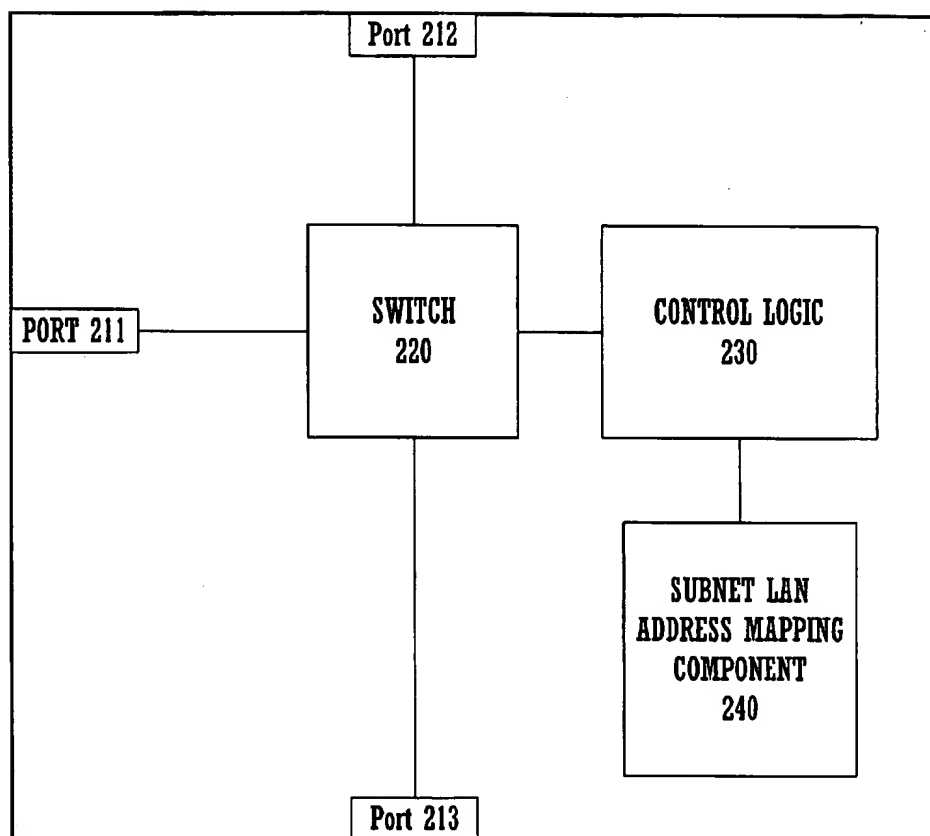 Port 212
SWITCH
220
CONTROL LOGIC
230
PORT 211
SUBNET LAN
ADDRESS MAPPING
COMPONENT
240
Port 213